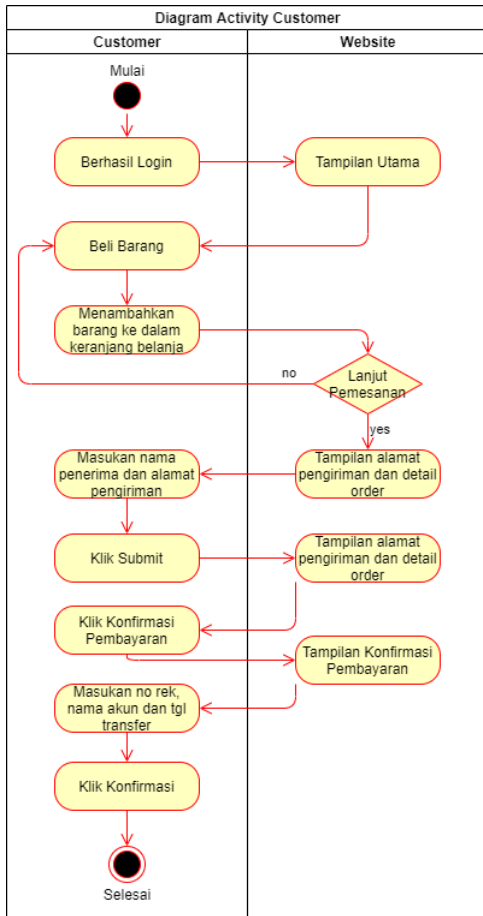 Diagram Activity Customer
Customer
Website
Mulai
Berhasil Login
Tampilan Utama
Beli Barang
Menambahkan
barang ke dalam
keranjang belanja
no
Lanjut
Pemesanan
yes
Masukan nama
penerima dan alamat
pengiriman
Tampilan alamat
pengiriman dan detail
order
Klik Submit
Tampilan alamat
pengiriman dan detail
order
Klik Konfirmasi
Pembayaran
Tampilan Konfirmasi
Pembayaran
Masukan no rek,
nama akun dan tgl
transfer
Klik Konfirmasi
Selesai